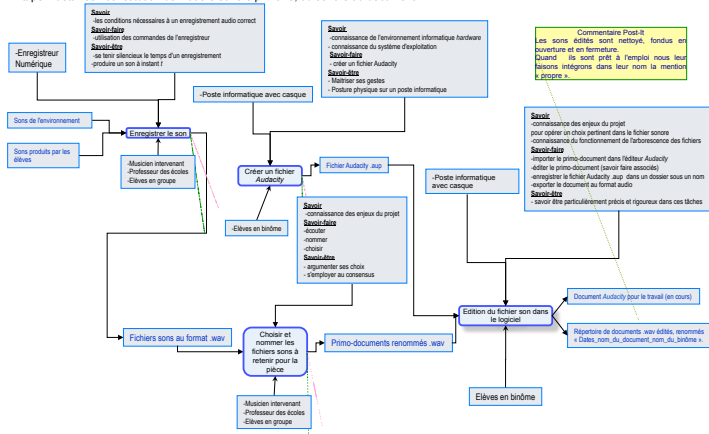 Savoir
-les conditions nécessaires à un enregistrement audio correct
Savoir-faire
-utilisation des commandes de l'enregistreur
Savoir-être
-se tenir silencieux le temps d'un enregistrement
-produire un son à instant t
-Enregistreur
Numérique
Savoir
-connaissance de l'environnement informatique hardware
- connaissance du système d'exploitation
Savoir-faire
- créer un fichier Audacity
Savoir-être
- Maitriser ses gestes
- Posture physique sur un poste informatique
Commentaire Post-It
Les sons édités sont nettoyé, fondus en
ouverture et en fermeture.
Quand ils sont prêt à l'emploi nous leur
faisons intégrons dans leur nom la mention
« propre ».
-Poste informatique avec casque
Sons de l'environnement
Sons produits par les
élèves
Enregistrer le son
-Musicien intervenant
-Professeur des écoles
-Elèves en groupe
Créer un fichier
Audacity
Fichier Audacity .aup
-Elèves en binôme
Savoir
-connaissance des enjeux du projet
Savoir-faire
-écouter
-nommer
-choisir
Savoir-être
- argumenter ses choix
- s'employer au consensus
-Poste informatique
avec casque
Savoir
-connaissance des enjeux du projet
pour opérer un choix pertinent dans le fichier sonore
-connaissance du fonctionnement de l'arborescence des fichiers
Savoir-faire
-importer le primo-document dans l'éditeur Audacity
-éditer le primo-document (savoir faire associés)
-enregistrer le fichier Audacity .aup dans un dossier sous un nom
-exporter le document au format audio
Savoir-être
- savoir être particulièrement précis et rigoureux dans ces tâches
Fichiers sons au format .wav
Choisir et
nommer les
fichiers sons à
retenir pour la
pièce
Primo-documents renommés .wav
-Musicien intervenant
-Professeur des écoles
-Elèves en groupe
Edition du fichier son dans
le logiciel
Document Audacity pour le travail (en cours)
Répertoire de documents .wav édités, renommés
« Dates_nom_du_document_nom_du_binôme ».
Elèves en binôme